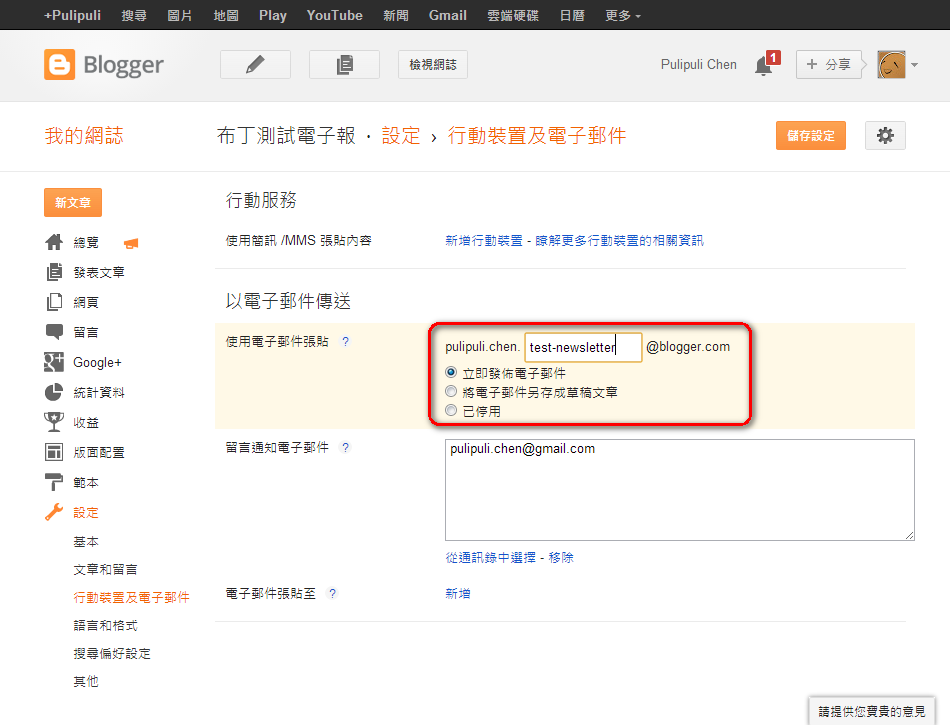 +Pulipuli 搜尋 圖片 地圖 Play YouTube 新聞 Gmail 雲端硬碟 日曆 更多
Blogger 檢視網誌 Pulipuli Chen 1 + 分享
我的網誌 布丁測試電子報 · 設定 › 行動裝置及電子郵件 儲存設定
新文章
總覽
發表文章
網頁
留言
Google+
統計資料
收益
版面配置
範本
設定
基本
文章和留言
行動裝置及電子郵件
語言和格式
搜尋偏好設定
其他
行動服務
使用簡訊 /MMS 張貼內容 新增行動裝置 - 瞭解更多行動裝置的相關資訊
以電子郵件傳送
使用電子郵件張貼 ? pulipuli.chen. test-newsletter @blogger.com
立即發佈電子郵件
將電子郵件另存成草稿文章
已停用
留言通知電子郵件 ? pulipuli.chen@gmail.com
從通訊錄中選擇 - 移除
電子郵件張貼至 ? 新增
請提供您寶貴的意見